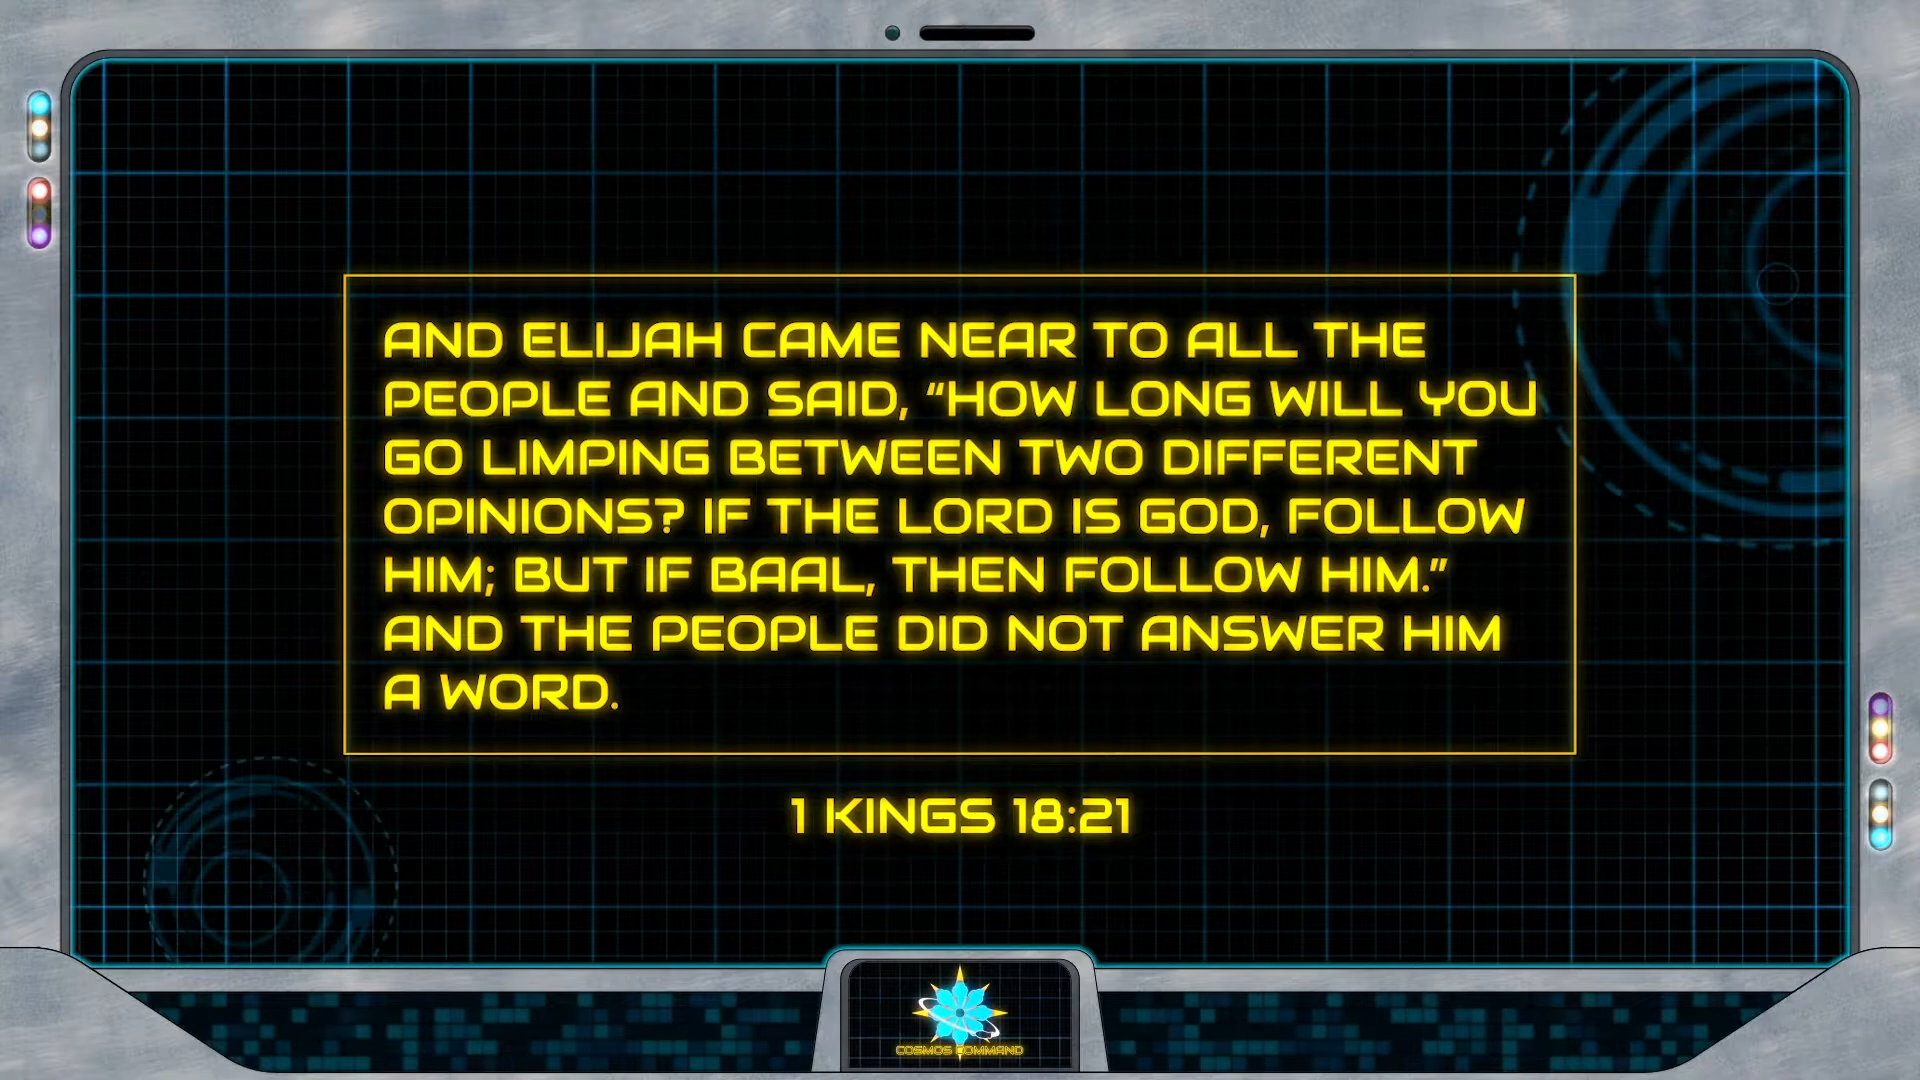 AND ELIJAH CAME NEAR TO ALL THE
PEOPLE AND SAID, “HOW LONG WILL YOU
GO LIMPING BETWEEN TWO DIFFERENT
OPINIONS? IF THE LORD IS GOD, FOLLOW
HIM; BUT IF BAAL, THEN FOLLOW HIM.”
AND THE PEOPLE DID NOT ANSWER HIM
A WORD.
1 KINGS 18:21
COSMOS COMMAND